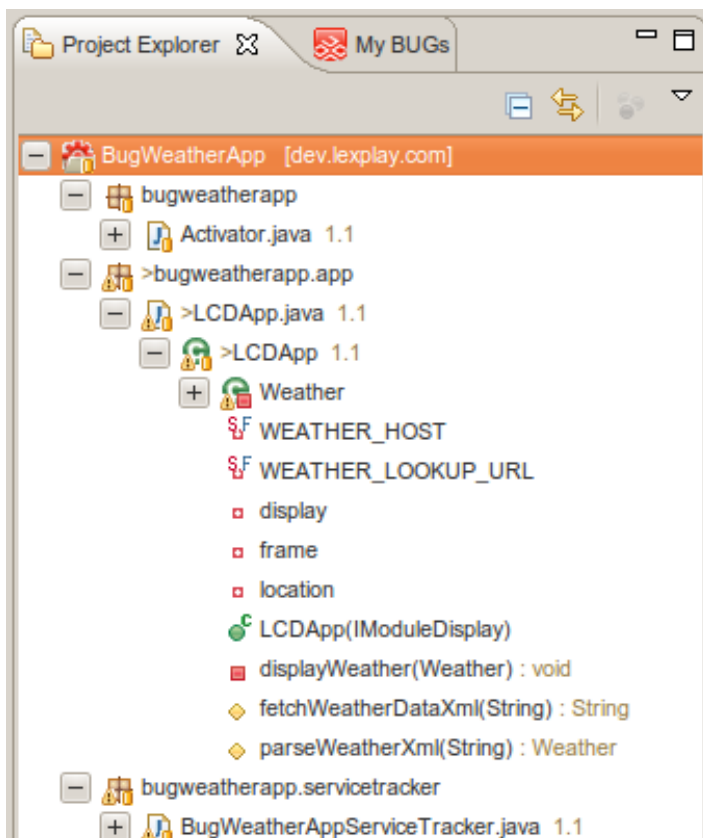 Project Explorer My BUGs
BugWeatherApp [dev.lexplay.com]
bugweatherapp
Activator.java 1.1
>bugweatherapp.app
>LCDApp.java 1.1
>LCDApp 1.1
Weather
WEATHER_HOST
WEATHER_LOOKUP_URL
display
frame
location
LCDApp(IModuleDisplay)
displayWeather(Weather) : void
fetchWeatherDataXml(String) : String
parseWeatherXml(String) : Weather
bugweatherapp.servicetracker
BugWeatherAppServiceTracker.java 1.1